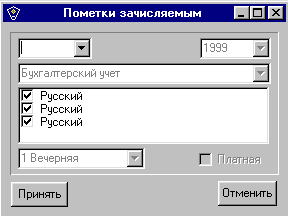 Пометки зачисляемым
1999
Бухгалтерский учет
Русский
Русский
Русский
1 Вечерняя
Платная
Принять
Отменить